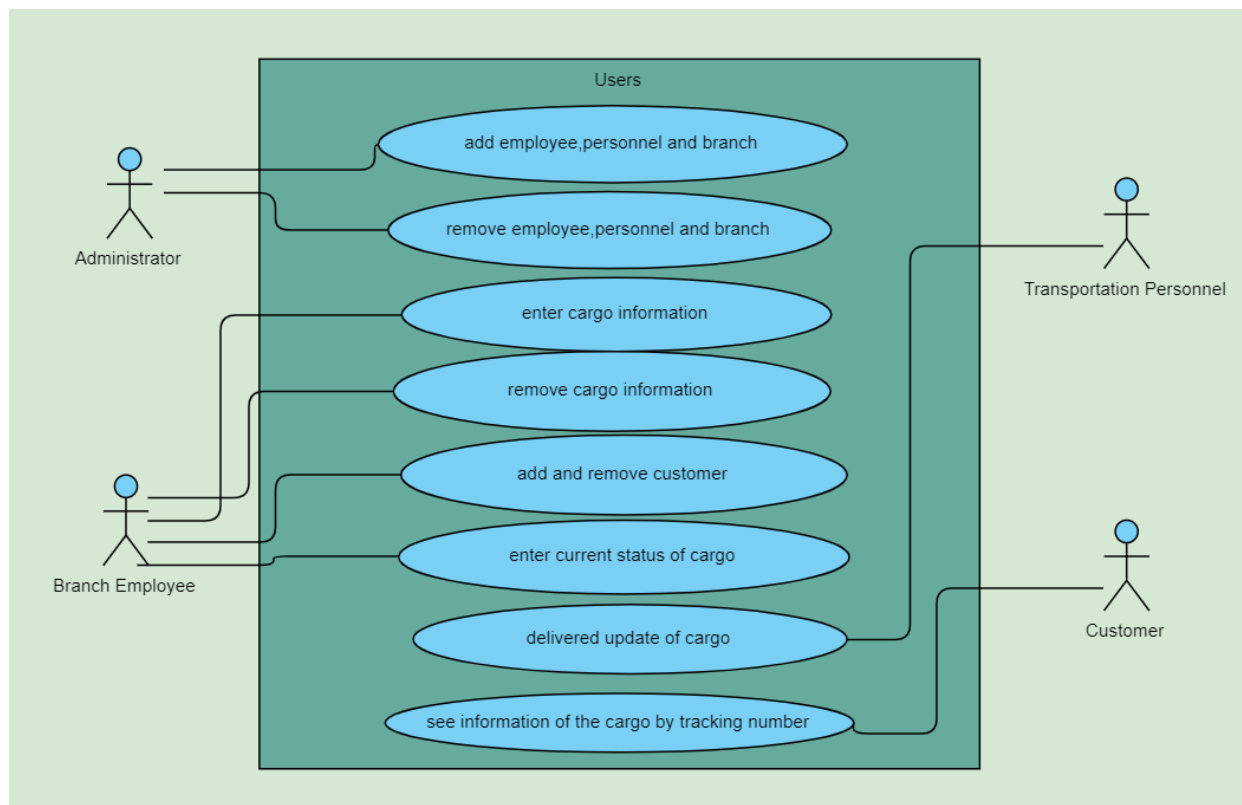 Users
add employee,personnel and branch
Administrator
remove employee,personnel and branch
Transportation Personnel
enter cargo information
remove cargo information
add and remove customer
enter current status of cargo
Branch Employee
delivered update of cargo
Customer
see information of the cargo by tracking number